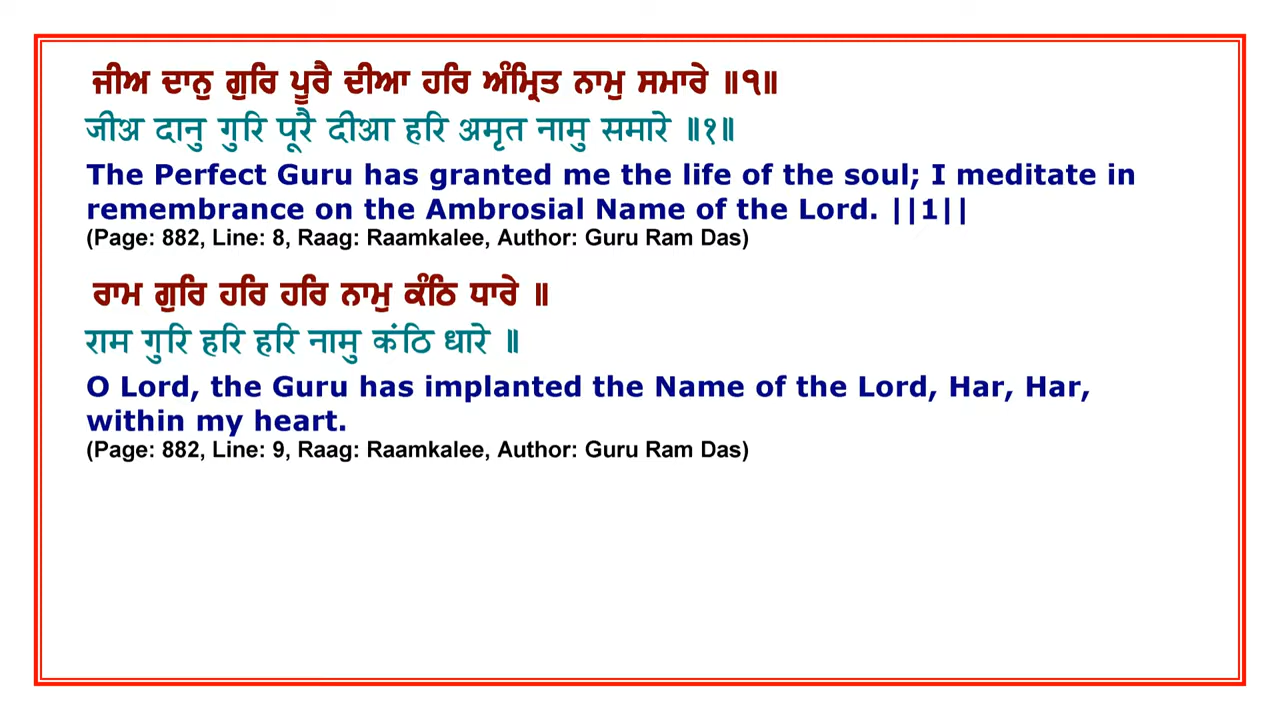 ਜੀਅ ਦਾਨੁ ਗੁਰਿ ਪੂਰੈ ਦੀਆ ਹਰਿ ਅੰਮ੍ਰਿਤ ਨਾਮੁ ਸਮਾਰੇ ॥੧॥
जीअ दानु गुरि पूरै दीआ हरि अमृत नामु समारे ॥१॥
The Perfect Guru has granted me the life of the soul; I meditate in
remembrance on the Ambrosial Name of the Lord. ||1||
(Page: 882, Line: 8, Raag: Raamkalee, Author: Guru Ram Das)
ਰਾਮ ਗੁਰਿ ਹਰਿ ਹਰਿ ਨਾਮੁ ਕੰਠਿ ਧਾਰੇ ॥
राम गुरि हरि हरि नामु कंठि धारे ॥
O Lord, the Guru has implanted the Name of the Lord, Har, Har,
within my heart.
(Page: 882, Line: 9, Raag: Raamkalee, Author: Guru Ram Das)